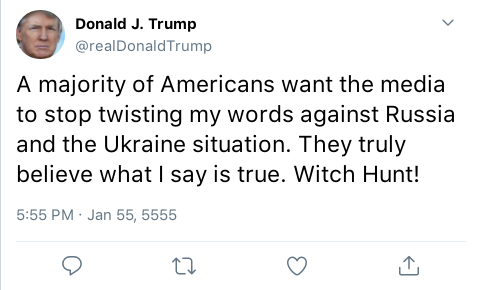 Donald J. Trump
@realDonaldTrump
A majority of Americans want the media
to stop twisting my words against Russia
and the Ukraine situation. They truly
believe what I say is true. Witch Hunt!
5:55 PM · Jan 55, 5555